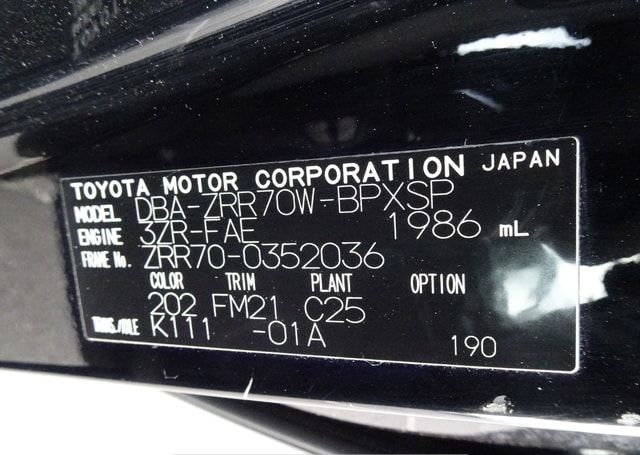 TOYOTA MOTOR CORPORATION JAPAN
MODEL DBA-ZRR70W-BPXSP
ENGINE 3ZR-FAE 1986 mL
FRAME No. ZRR70-0352036
COLOR TRIM PLANT OPTION
202 FM21 C25
TRANS./AXLE K111 -01A
190